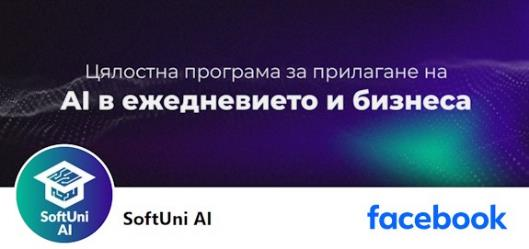 Цялостна програма за прилагане на
AI в ежедневието и бизнеса
SoftUni
AI
SoftUni AI
facebook